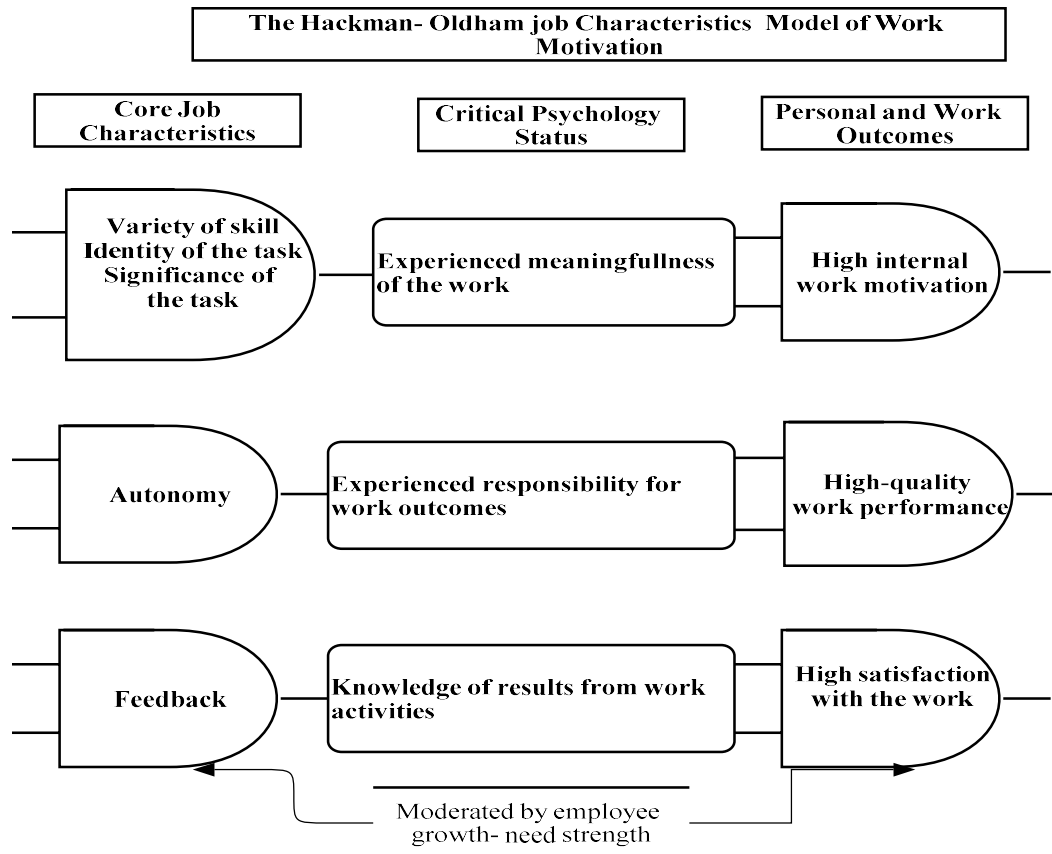 The Hackman- Oldham job Characteristics Model of Work
Motivation
Core Job
Characteristics
Critical Psychology
Status
Personal and Work
Outcomes
Variety of skill
Identity of the task
Significance of
the task
Experienced meaningfullness
of the work
High internal
work motivation
Autonomy
Experienced responsibility for
work outcomes
High-quality
work performance
Feedback
Knowledge of results from work
activities
High satisfaction
with the work
Moderated by employee
growth- need strength